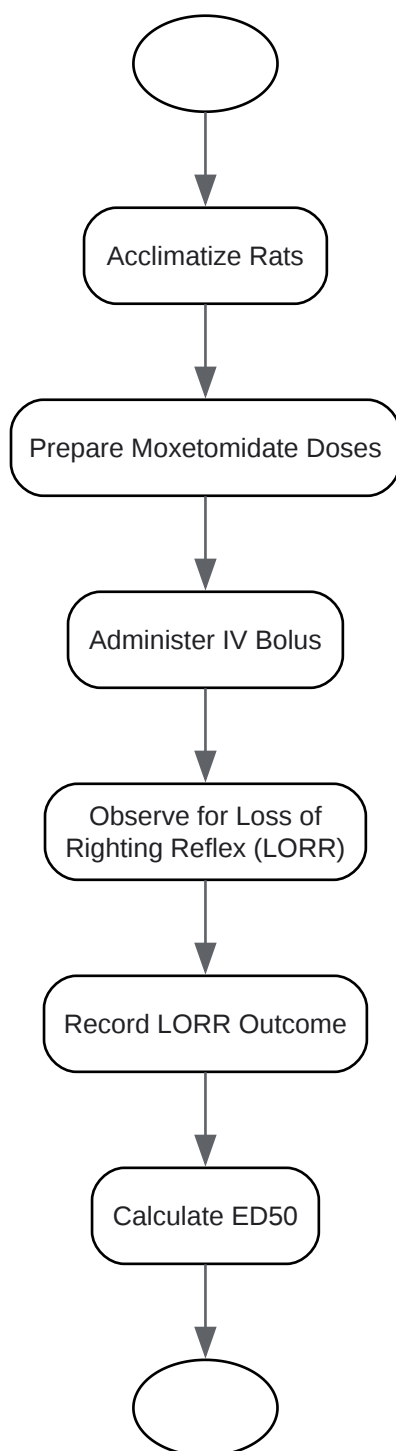 Acclimatize Rats
Prepare Moxetomidate Doses
Administer IV Bolus
Observe for Loss of
Righting Reflex (LORR)
Record LORR Outcome
Calculate ED50